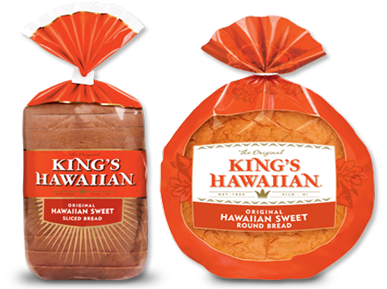 KING'S
HAWAIIAN
ORIGINAL
HAWAIIAN SWEET
SLICED BREAD
The Original
KING'S
HAWAIIAN
EST. 1950 HILO, HI
ORIGINAL
HAWAIIAN SWEET
ROUND BREAD